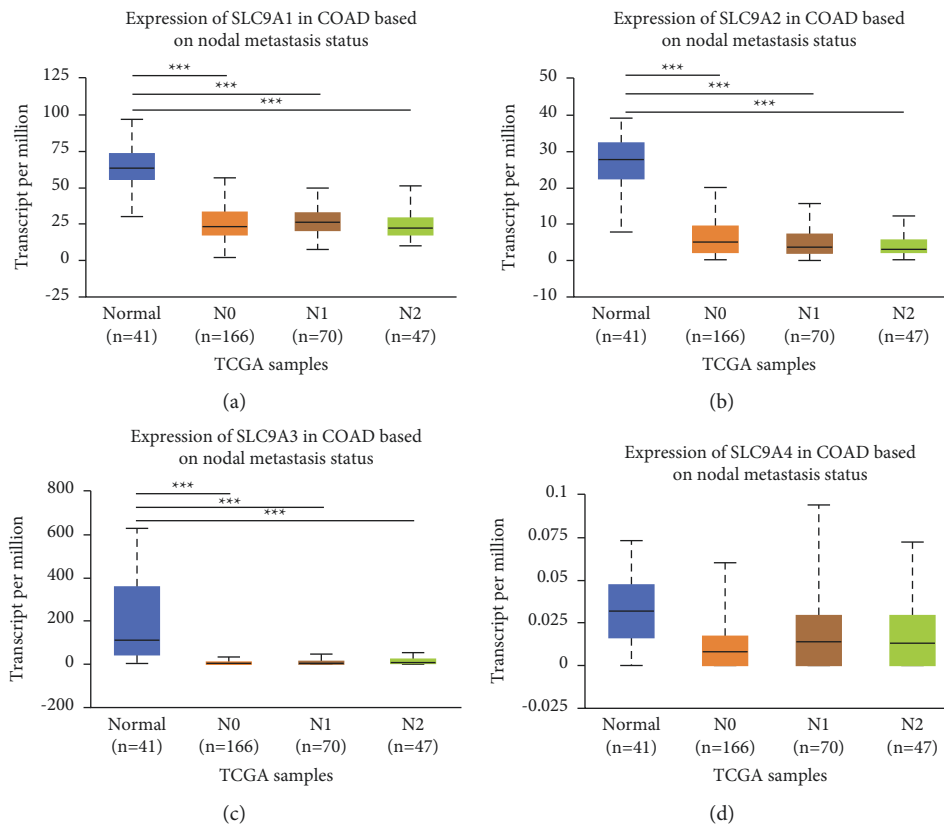 Expression of SLC9A1 in COAD based
on nodal metastasis status
Transcript per million
125
100
75
50
25
0
-25
***
***
***
Normal N0 N1 N2
(n=41) (n=166) (n=70) (n=47)
TCGA samples
(a)
Expression of SLC9A2 in COAD based
on nodal metastasis status
Transcript per million
50
40
30
20
10
0
-10
***
***
***
Normal N0 N1 N2
(n=41) (n=166) (n=70) (n=47)
TCGA samples
(b)
Expression of SLC9A3 in COAD based
on nodal metastasis status
Transcript per million
800
600
400
200
0
-200
***
***
***
Normal N0 N1 N2
(n=41) (n=166) (n=70) (n=47)
TCGA samples
(c)
Expression of SLC9A4 in COAD based
on nodal metastasis status
Transcript per million
0.1
0.075
0.05
0.025
0
-0.025
Normal N0 N1 N2
(n=41) (n=166) (n=70) (n=47)
TCGA samples
(d)